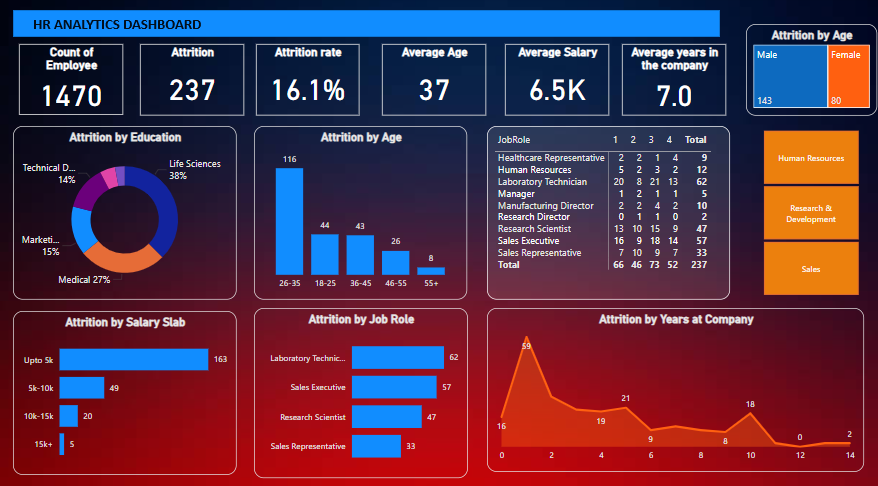 HR ANALYTICS DASHBOARD
Count of
Employee
1470
Attrition
237
Attrition rate
16.1%
Average Age
37
Average Salary
6.5K
Average years in
the company
7.0
Attrition by Age
Male
Female
143
80
Attrition by Education
Life Sciences
38%
Technical D...
14%
Marketi...
15%
Medical 27%
Attrition by Age
116
44
43
26
8
26-35 18-25 36-45 46-55 55+
JobRole 1 2 3 4 Total
Healthcare Representative 2 2 1 4 9
Human Resources 5 2 3 2 12
Laboratory Technician 20 8 21 13 62
Manager 1 2 1 1 5
Manufacturing Director 2 2 4 2 10
Research Director 0 1 1 0 2
Research Scientist 13 10 15 9 47
Sales Executive 16 9 18 14 57
Sales Representative 7 10 9 7 33
Total 66 46 73 52 237
Human Resources
Research &
Development
Sales
Attrition by Salary Slab
Upto 5k 163
5k-10k 49
10k-15k 20
15k+ 5
Attrition by Job Role
Laboratory Technic... 62
Sales Executive 57
Research Scientist 47
Sales Representative 33
Attrition by Years at Company
59
16
19
21
9
8
18
0
2
0 2 4 6 8 10 12 14